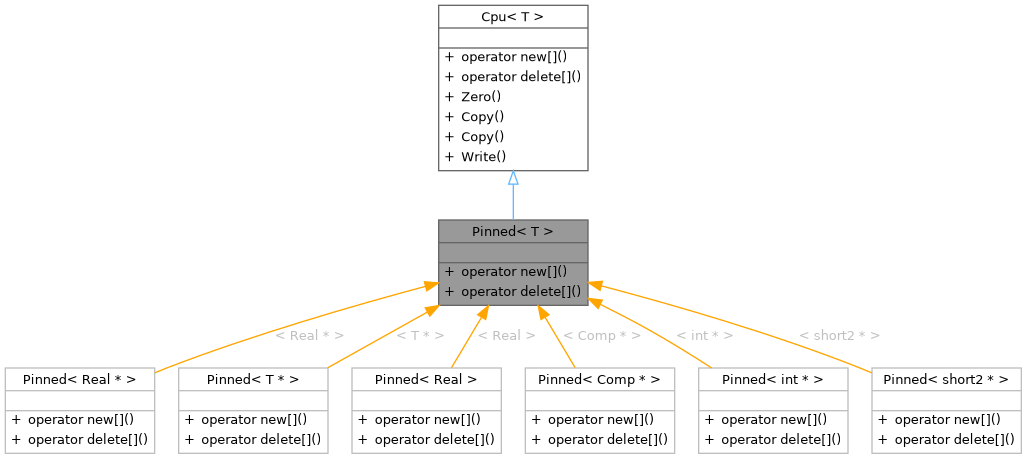 Cpu< T >
+ operator new[]()
+ operator delete[]()
+ Zero()
+ Copy()
+ Copy()
+ Write()
Pinned< T >
+ operator new[]()
+ operator delete[]()
< Real * > < T * > < Real > < Comp * > < int * > < short2 * >
Pinned< Real * >
+ operator new[]()
+ operator delete[]()
Pinned< T * >
+ operator new[]()
+ operator delete[]()
Pinned< Real >
+ operator new[]()
+ operator delete[]()
Pinned< Comp * >
+ operator new[]()
+ operator delete[]()
Pinned< int * >
+ operator new[]()
+ operator delete[]()
Pinned< short2 * >
+ operator new[]()
+ operator delete[]()